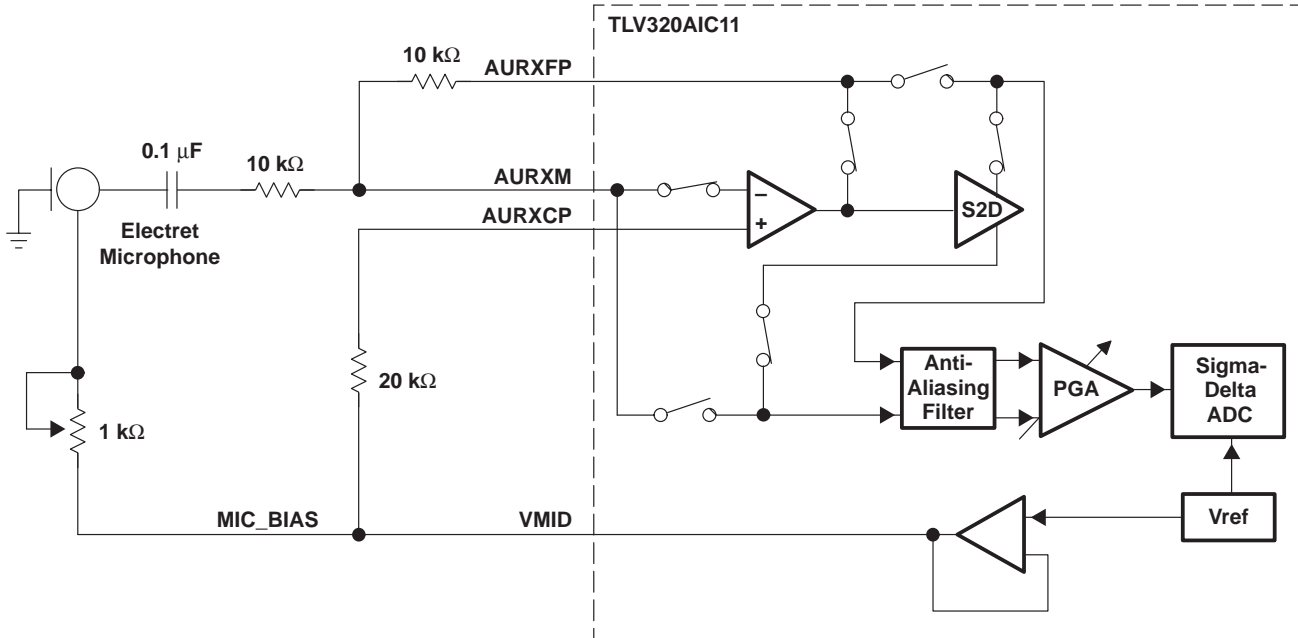 TLV320AIC11
10 kΩ
AURXFP
0.1 μF
10 kΩ
AURXM
AURXCP
Electret
Microphone
−
+
S2D
20 kΩ
1 kΩ
Anti-
Aliasing
Filter
PGA
Sigma-
Delta
ADC
MIC_BIAS
VMID
Vref